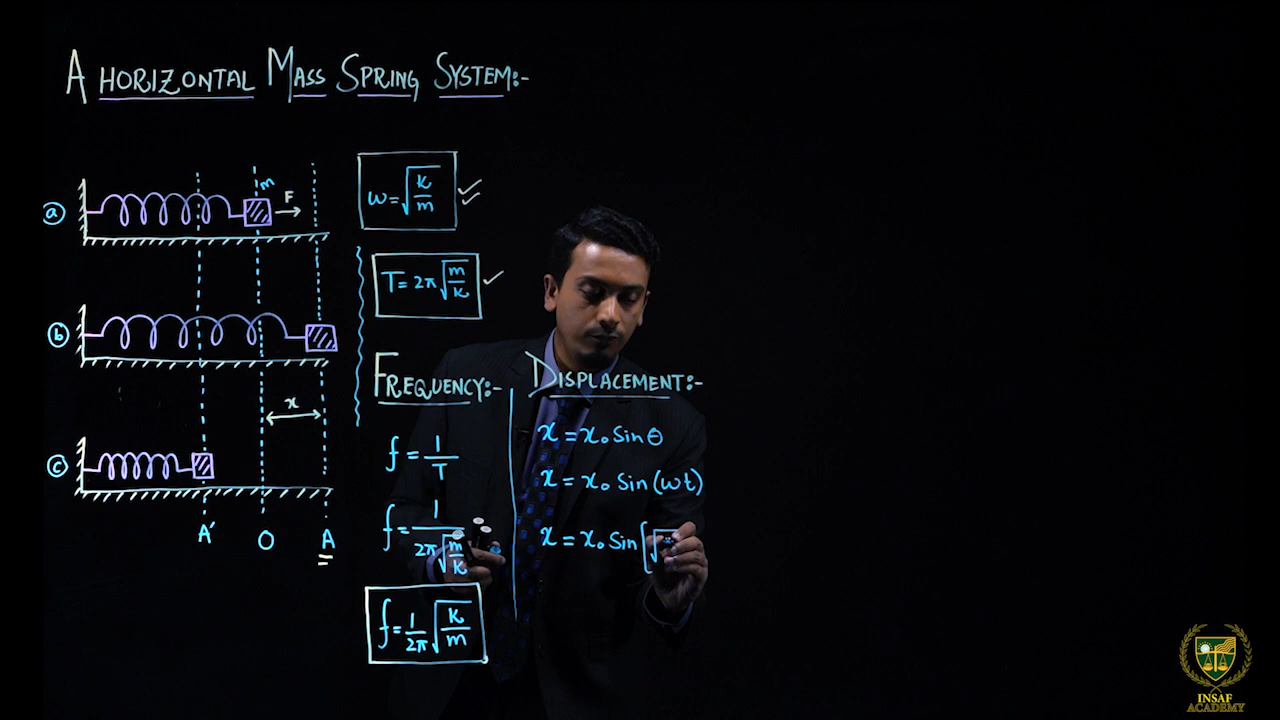 A HORIZONTAL MASS SPRING SYSTEM:-
a
m
F
b
x
c
A'
O
A
ω = √(k/m)
T = 2π√(m/k)
FREQUENCY:-
f = 1/T
f = 1/(2π√(m/k))
f = 1/2π √(k/m)
DISPLACEMENT:-
x = x₀ Sin θ
x = x₀ Sin (ωt)
x = x₀ Sin [√
INSAF
ACADEMY